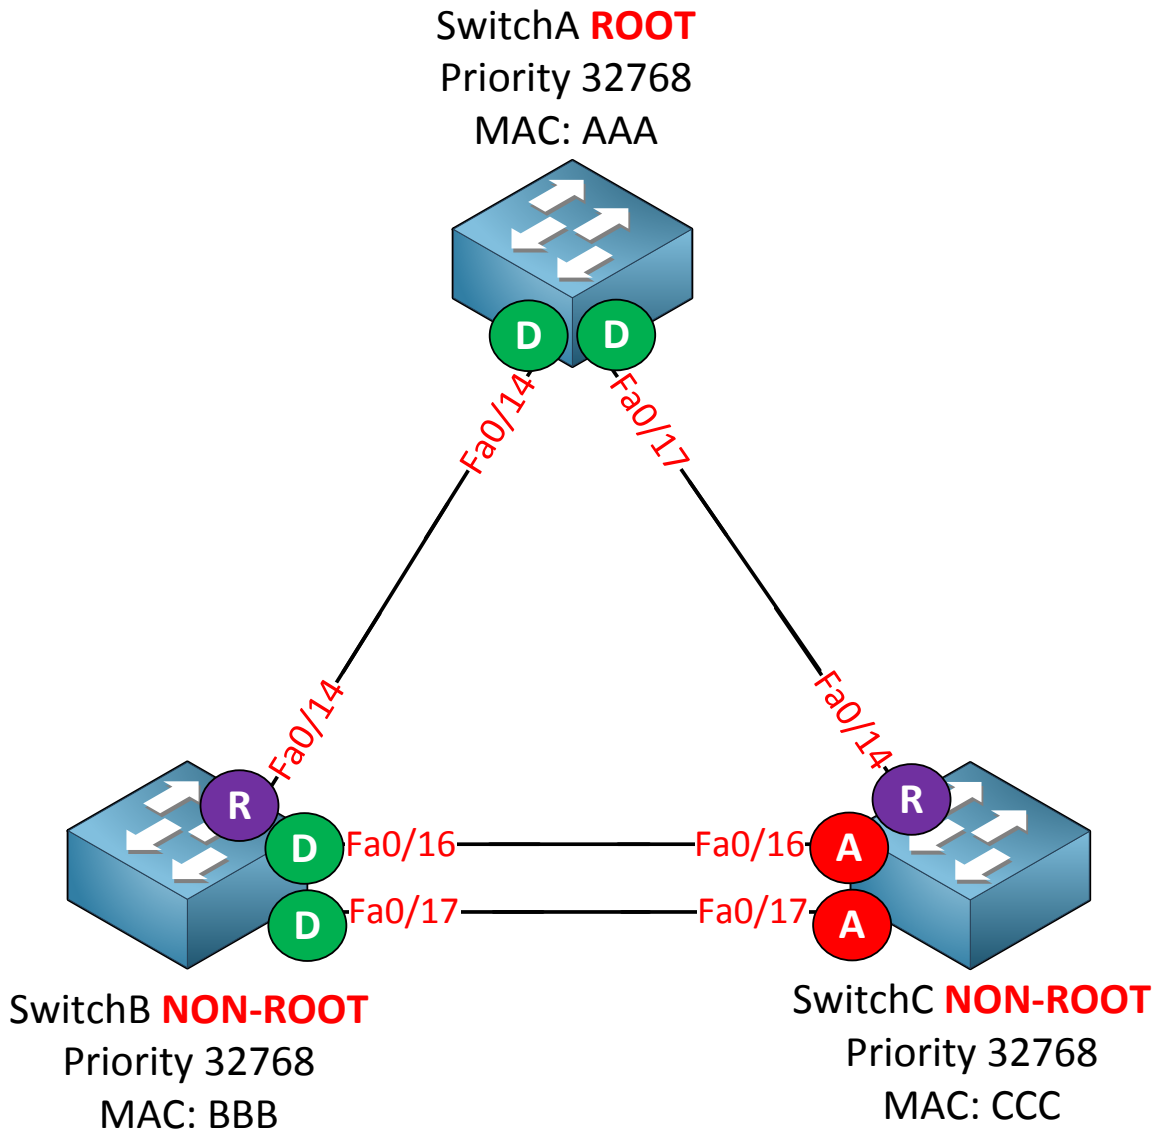 SwitchA ROOT
Priority 32768
MAC: AAA
D
D
Fa0/14
Fa0/17
Fa0/14
Fa0/14
R
R
D
Fa0/16
Fa0/16
A
D
Fa0/17
Fa0/17
A
SwitchB NON-ROOT
Priority 32768
MAC: BBB
SwitchC NON-ROOT
Priority 32768
MAC: CCC